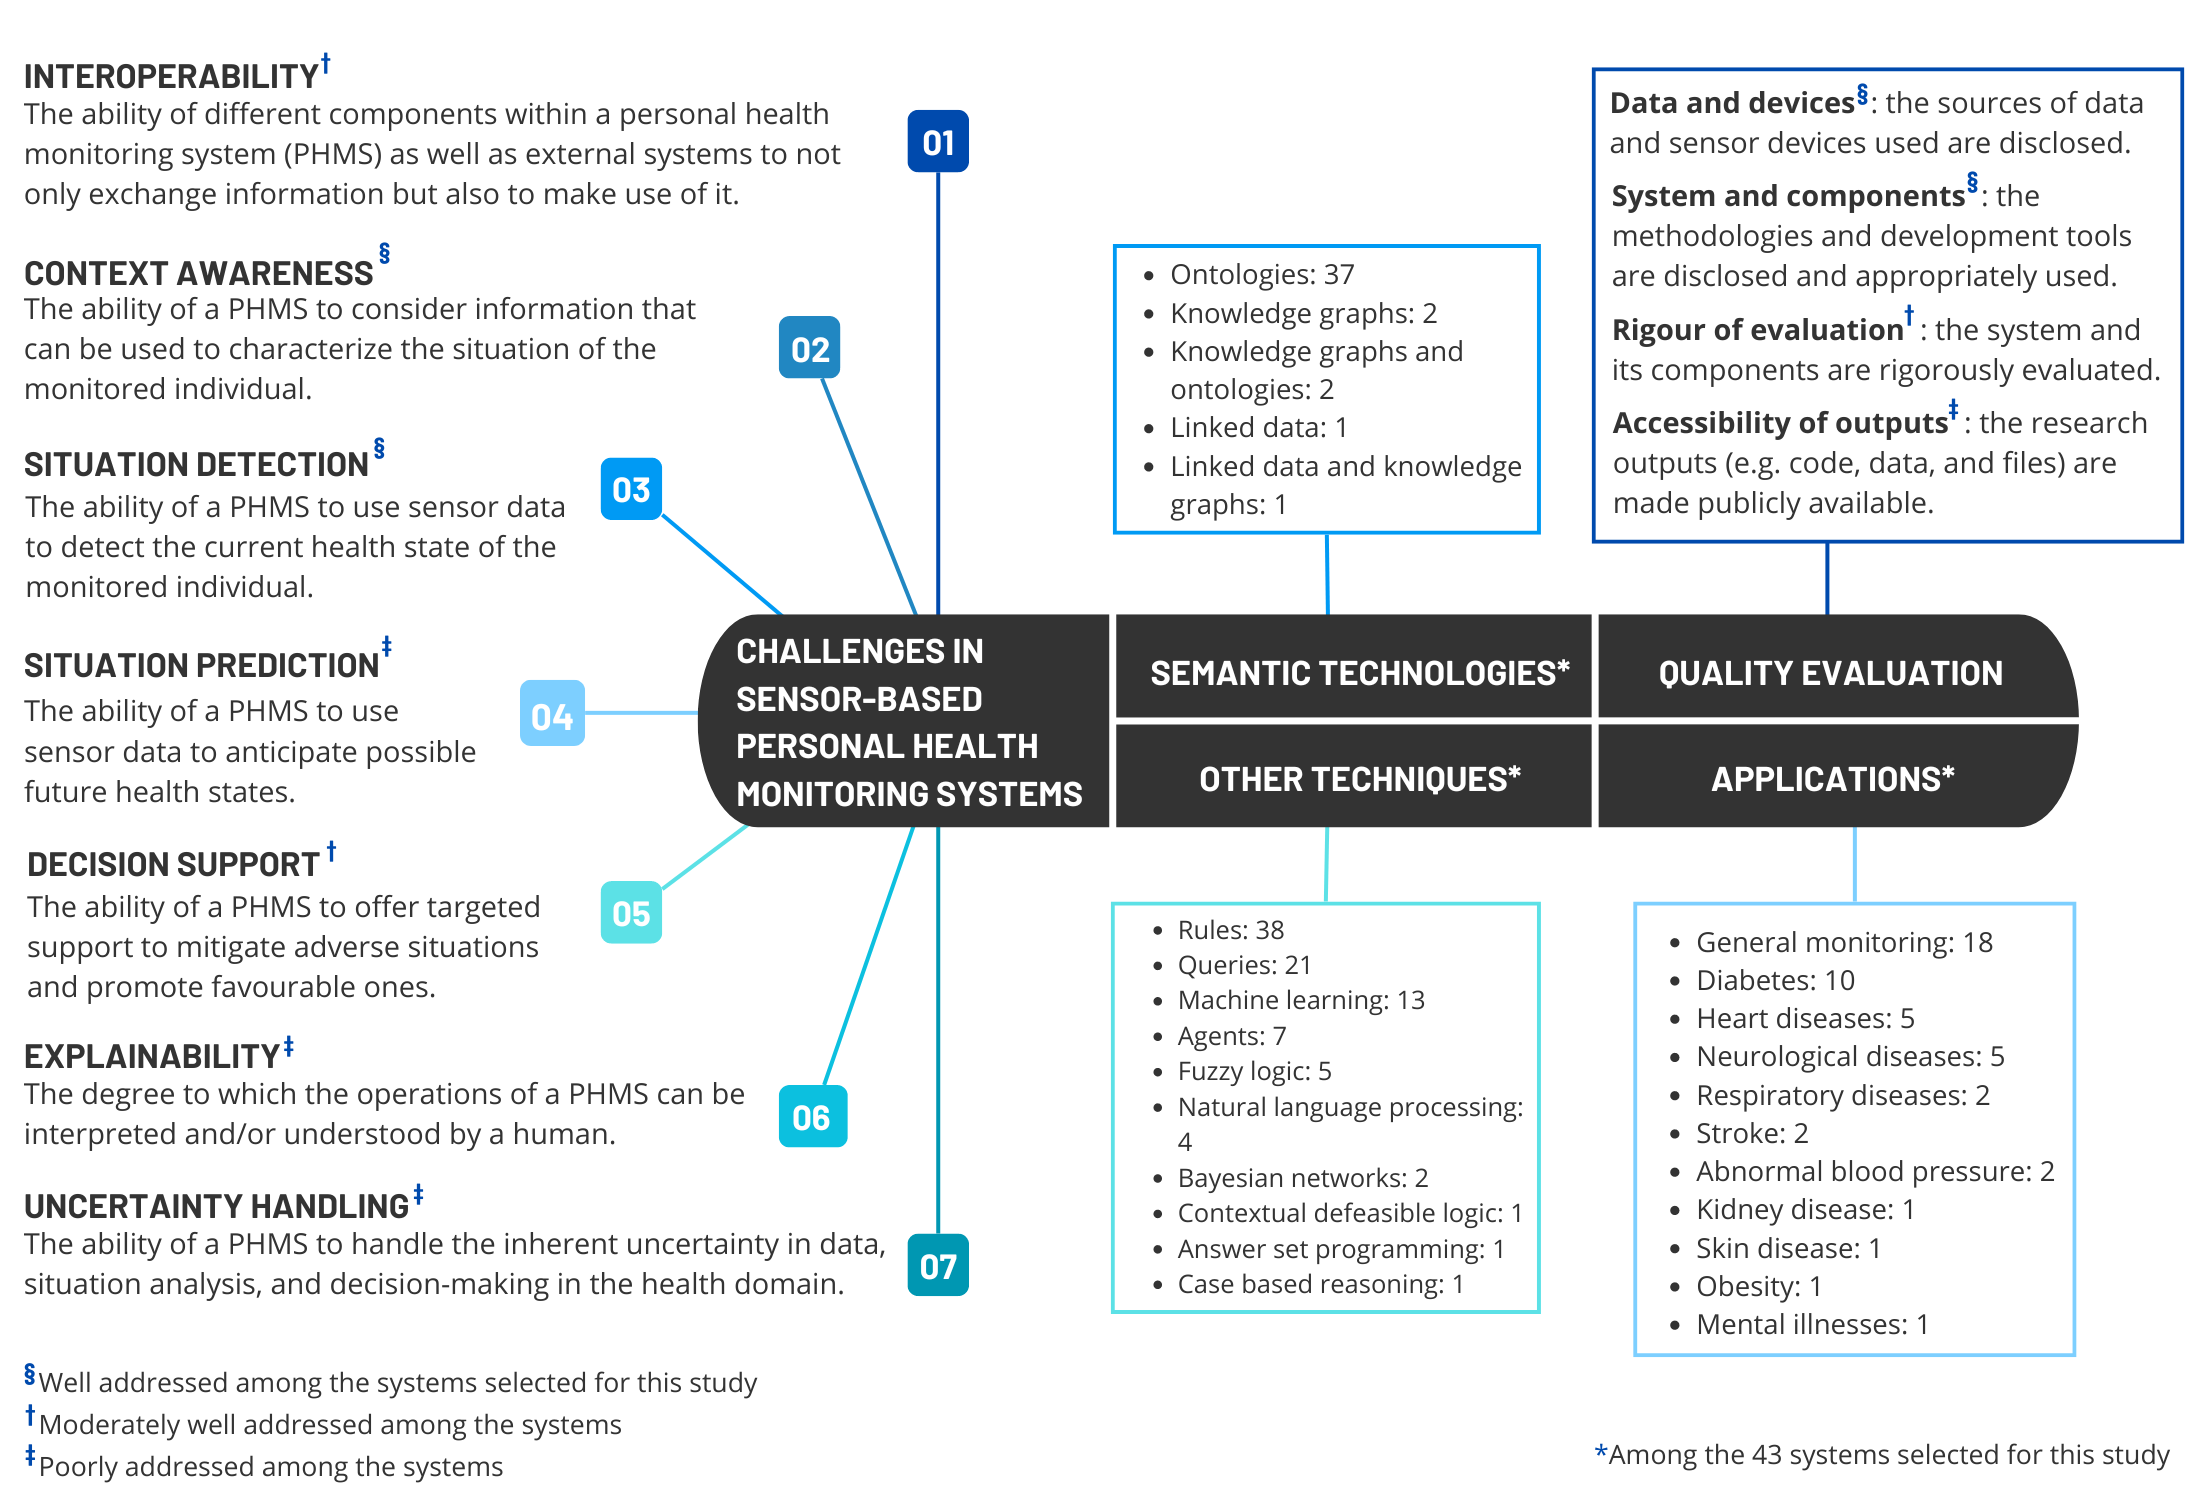 INTEROPERABILITY†
The ability of different components within a personal health
monitoring system (PHMS) as well as external systems to not
only exchange information but also to make use of it.
CONTEXT AWARENESS§
The ability of a PHMS to consider information that
can be used to characterize the situation of the
monitored individual.
SITUATION DETECTION§
The ability of a PHMS to use sensor data
to detect the current health state of the
monitored individual.
SITUATION PREDICTION‡
The ability of a PHMS to use
sensor data to anticipate possible
future health states.
DECISION SUPPORT†
The ability of a PHMS to offer targeted
support to mitigate adverse situations
and promote favourable ones.
EXPLAINABILITY‡
The degree to which the operations of a PHMS can be
interpreted and/or understood by a human.
UNCERTAINTY HANDLING‡
The ability of a PHMS to handle the inherent uncertainty in data,
situation analysis, and decision-making in the health domain.
01
02
03
04
05
06
07
CHALLENGES IN
SENSOR-BASED
PERSONAL HEALTH
MONITORING SYSTEMS
• Ontologies: 37
• Knowledge graphs: 2
• Knowledge graphs and
ontologies: 2
• Linked data: 1
• Linked data and knowledge
graphs: 1
SEMANTIC TECHNOLOGIES*
OTHER TECHNIQUES*
• Rules: 38
• Queries: 21
• Machine learning: 13
• Agents: 7
• Fuzzy logic: 5
• Natural language processing:
4
• Bayesian networks: 2
• Contextual defeasible logic: 1
• Answer set programming: 1
• Case based reasoning: 1
Data and devices§: the sources of data
and sensor devices used are disclosed.
System and components§: the
methodologies and development tools
are disclosed and appropriately used.
Rigour of evaluation†: the system and
its components are rigorously evaluated.
Accessibility of outputs‡: the research
outputs (e.g. code, data, and files) are
made publicly available.
QUALITY EVALUATION
APPLICATIONS*
• General monitoring: 18
• Diabetes: 10
• Heart diseases: 5
• Neurological diseases: 5
• Respiratory diseases: 2
• Stroke: 2
• Abnormal blood pressure: 2
• Kidney disease: 1
• Skin disease: 1
• Obesity: 1
• Mental illnesses: 1
§Well addressed among the systems selected for this study
†Moderately well addressed among the systems
‡Poorly addressed among the systems
*Among the 43 systems selected for this study